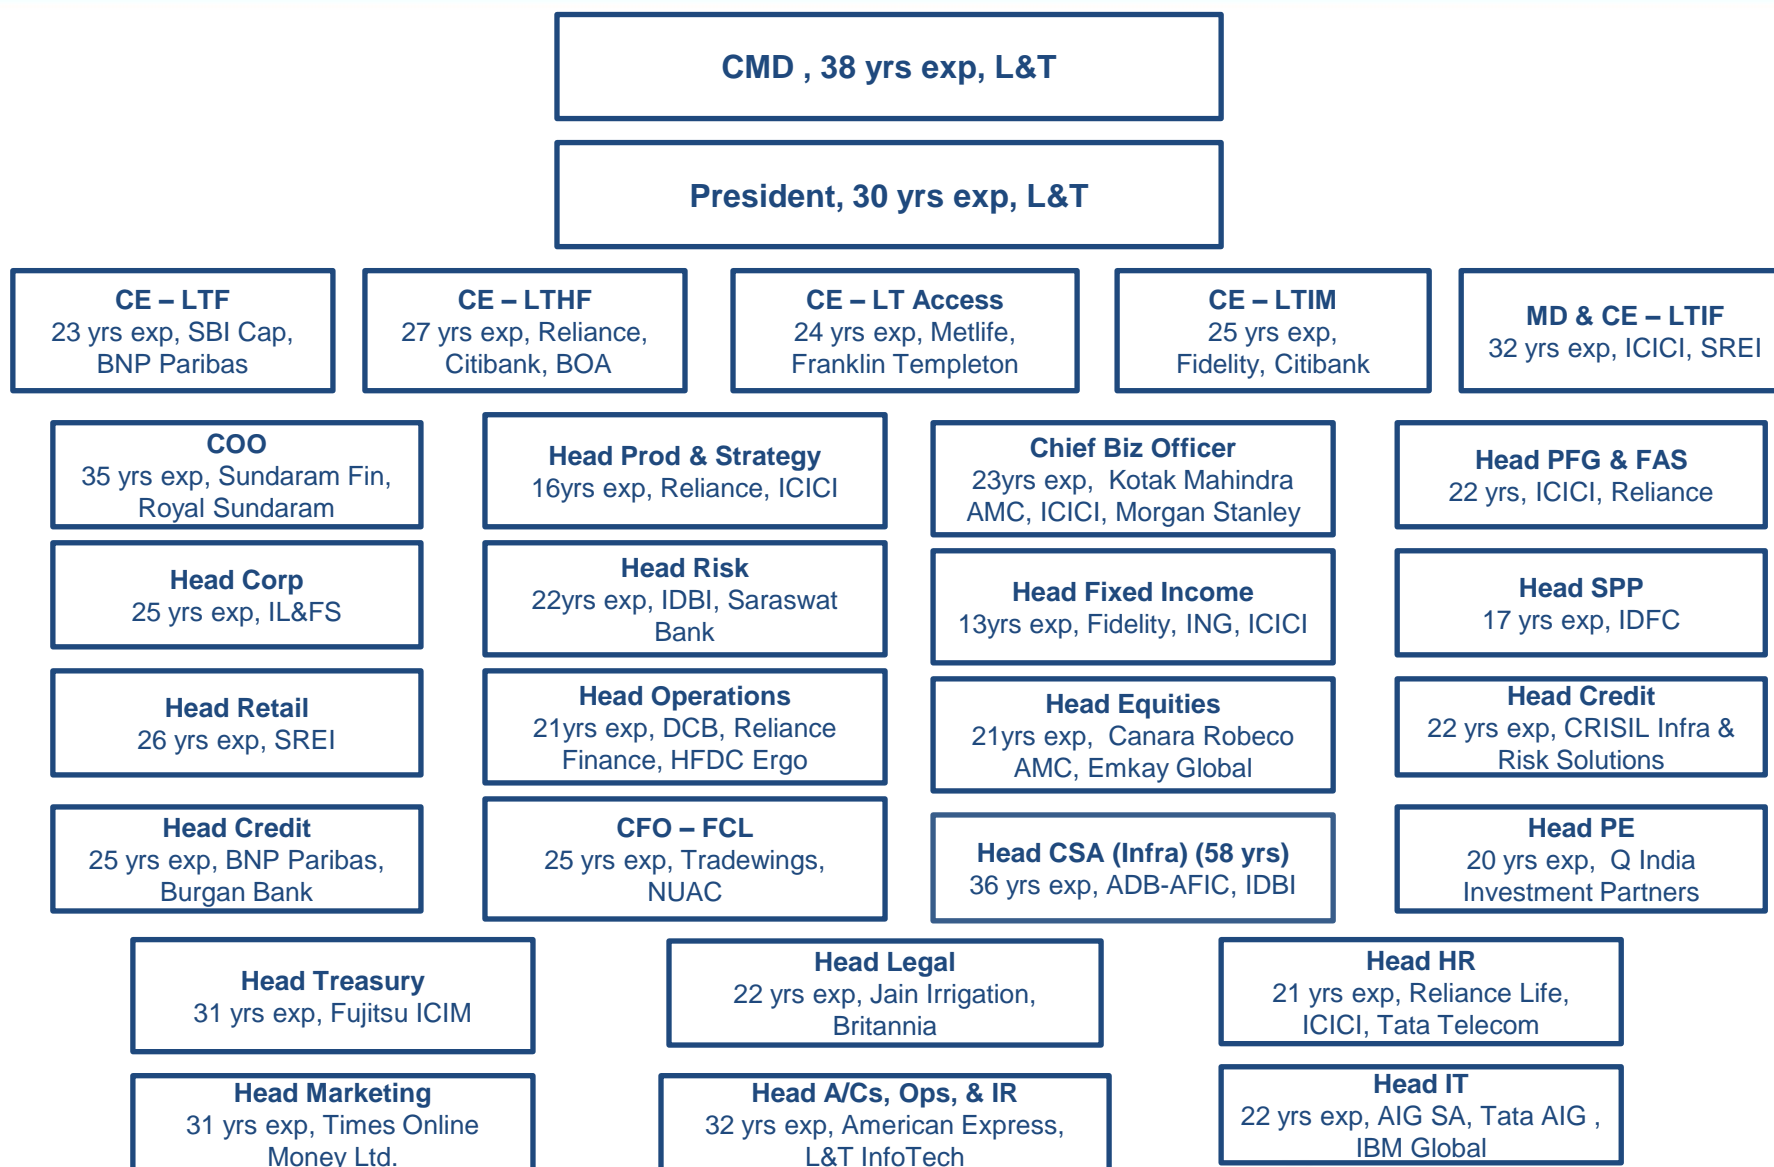 CMD , 38 yrs exp, L&T
President, 30 yrs exp, L&T
CE – LTF
23 yrs exp, SBI Cap,
BNP Paribas
CE – LTHF
27 yrs exp, Reliance,
Citibank, BOA
CE – LT Access
24 yrs exp, Metlife,
Franklin Templeton
CE – LTIM
25 yrs exp,
Fidelity, Citibank
MD & CE – LTIF
32 yrs exp, ICICI, SREI
COO
35 yrs exp, Sundaram Fin,
Royal Sundaram
Head Prod & Strategy
16yrs exp, Reliance, ICICI
Chief Biz Officer
23yrs exp, Kotak Mahindra
AMC, ICICI, Morgan Stanley
Head PFG & FAS
22 yrs, ICICI, Reliance
Head Corp
25 yrs exp, IL&FS
Head Risk
22yrs exp, IDBI, Saraswat
Bank
Head Fixed Income
13yrs exp, Fidelity, ING, ICICI
Head SPP
17 yrs exp, IDFC
Head Retail
26 yrs exp, SREI
Head Operations
21yrs exp, DCB, Reliance
Finance, HFDC Ergo
Head Equities
21yrs exp, Canara Robeco
AMC, Emkay Global
Head Credit
22 yrs exp, CRISIL Infra &
Risk Solutions
Head Credit
25 yrs exp, BNP Paribas,
Burgan Bank
CFO – FCL
25 yrs exp, Tradewings,
NUAC
Head CSA (Infra) (58 yrs)
36 yrs exp, ADB-AFIC, IDBI
Head PE
20 yrs exp, Q India
Investment Partners
Head Treasury
31 yrs exp, Fujitsu ICIM
Head Legal
22 yrs exp, Jain Irrigation,
Britannia
Head HR
21 yrs exp, Reliance Life,
ICICI, Tata Telecom
Head Marketing
31 yrs exp, Times Online
Money Ltd.
Head A/Cs, Ops, & IR
32 yrs exp, American Express,
L&T InfoTech
Head IT
22 yrs exp, AIG SA, Tata AIG ,
IBM Global